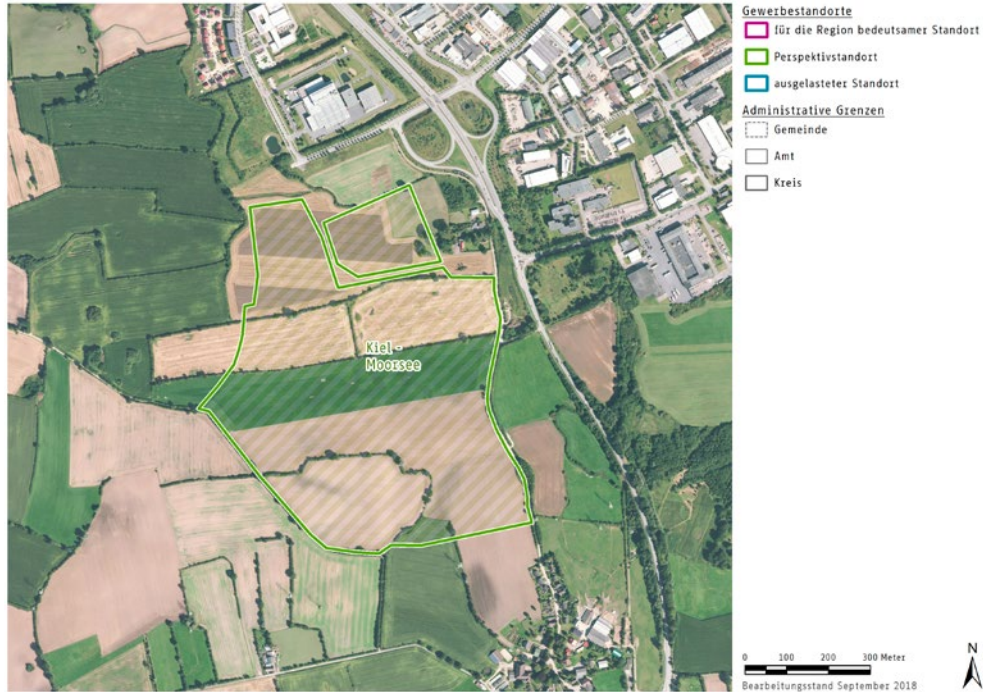 Gewerbestandorte
für die Region bedeutsamer Standort
Perspektivstandort
ausgelasteter Standort
Administrative Grenzen
Gemeinde
Amt
Kreis
Kiel -
Moorsee
N
0 100 200 300 Meter
Bearbeitungsstand September 2018